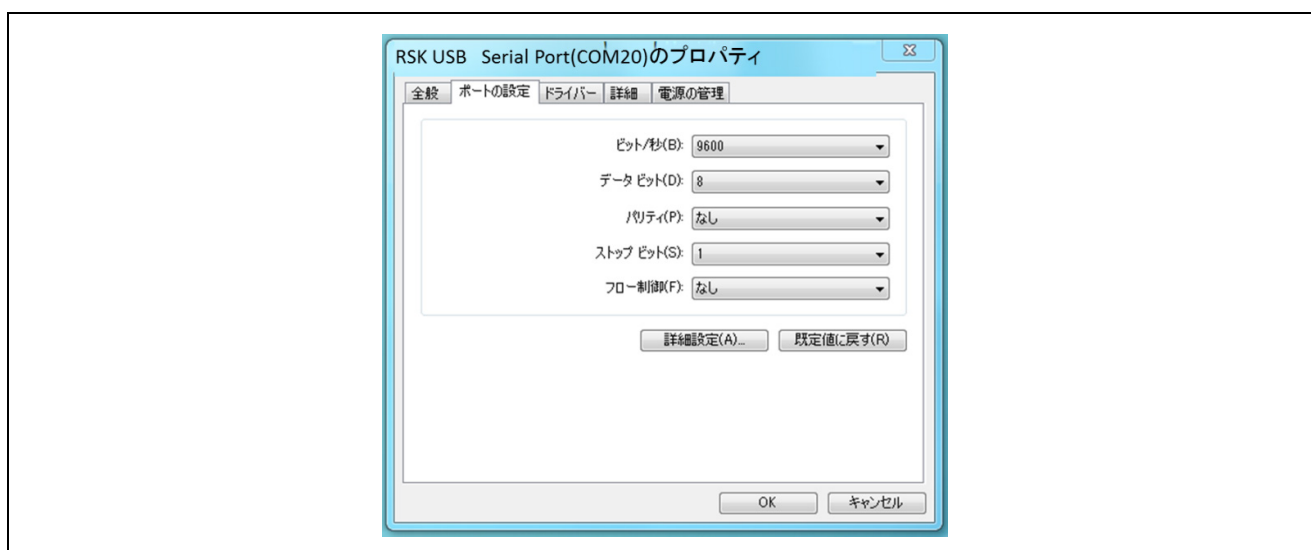 RSK USB Serial Port(COM20)のプロパティ
全般 ポートの設定 ドライバー 詳細 電源の管理
ビット/秒(B): 9600
データ ビット(D): 8
パリティ(P): なし
ストップ ビット(S): 1
フロー制御(F): なし
詳細設定(A)... 既定値に戻す(R)
OK キャンセル